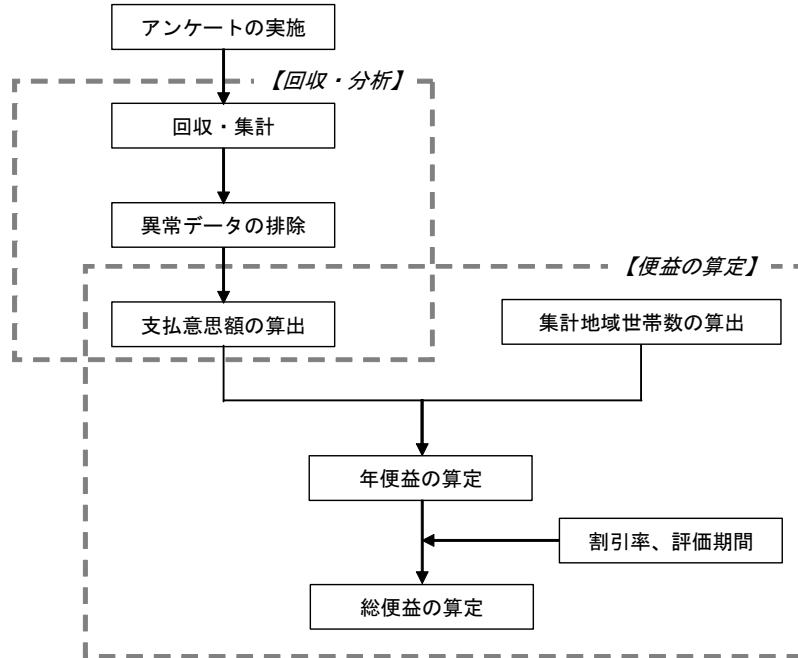 アンケートの実施
【回収・分析】
回収・集計
異常データの排除
【便益の算定】
支払意思額の算出
集計地域世帯数の算出
年便益の算定
割引率、評価期間
総便益の算定